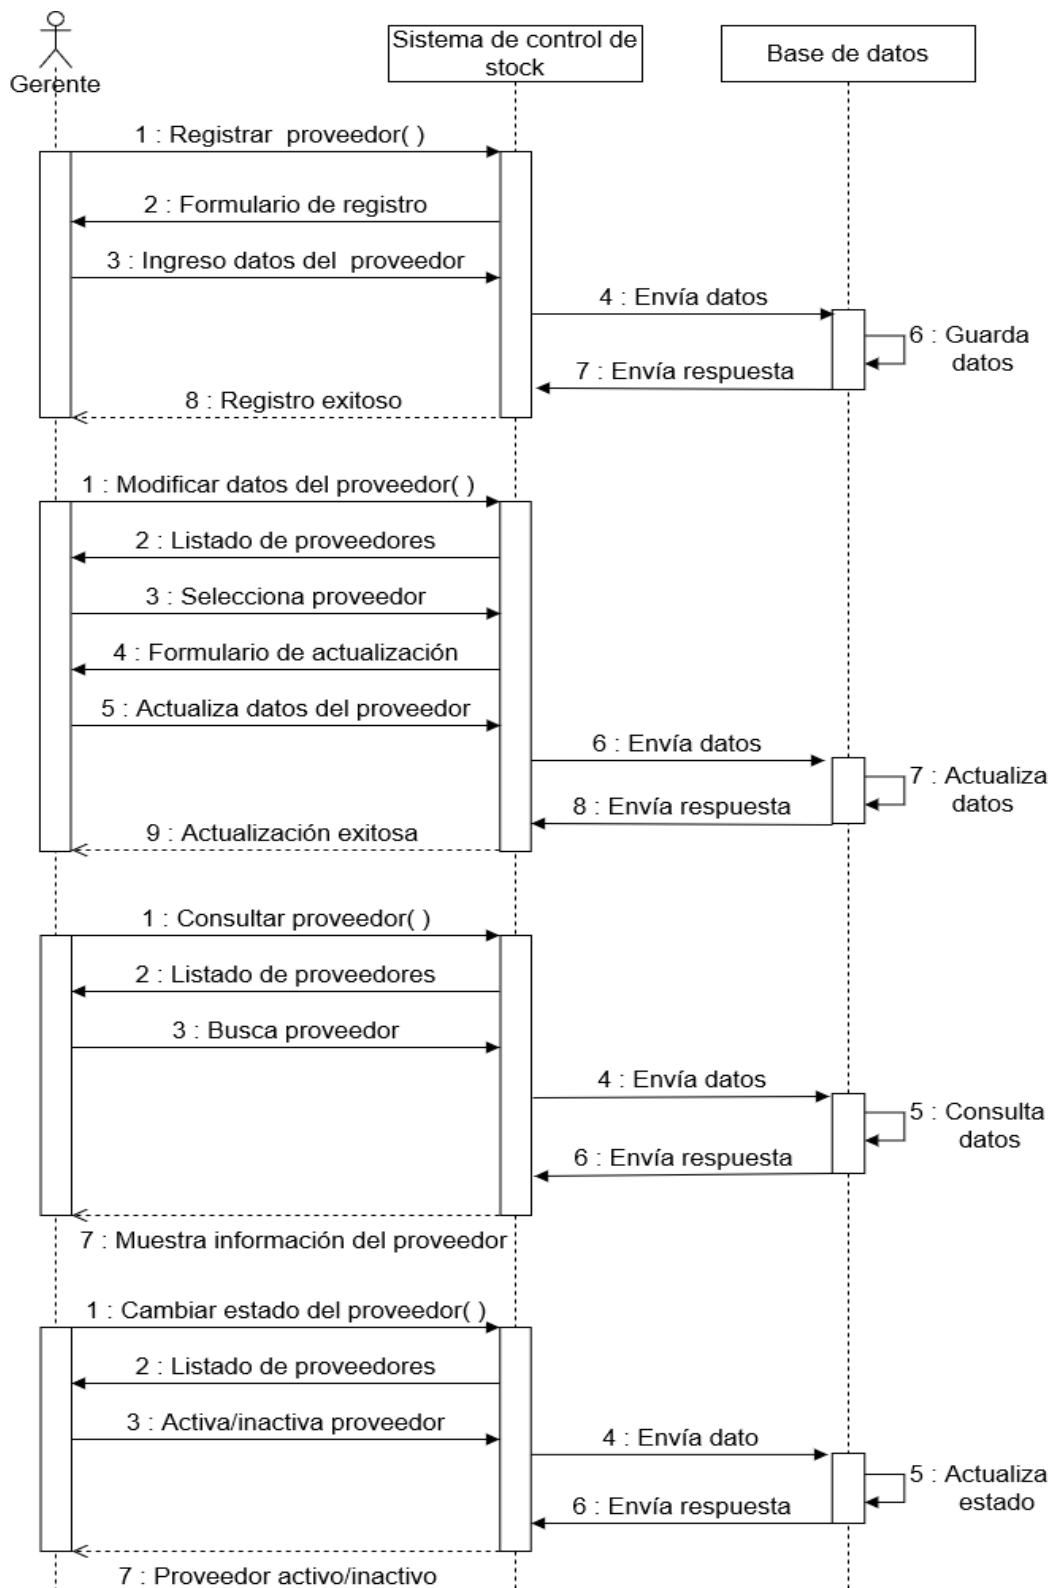 Gerente
Sistema de control de
stock
Base de datos
1 : Registrar proveedor( )
2 : Formulario de registro
3 : Ingreso datos del proveedor
4 : Envía datos
6 : Guarda
datos
7 : Envía respuesta
8 : Registro exitoso
1 : Modificar datos del proveedor( )
2 : Listado de proveedores
3 : Selecciona proveedor
4 : Formulario de actualización
5 : Actualiza datos del proveedor
6 : Envía datos
7 : Actualiza
datos
8 : Envía respuesta
9 : Actualización exitosa
1 : Consultar proveedor( )
2 : Listado de proveedores
3 : Busca proveedor
4 : Envía datos
5 : Consulta
datos
6 : Envía respuesta
7 : Muestra información del proveedor
1 : Cambiar estado del proveedor( )
2 : Listado de proveedores
3 : Activa/inactiva proveedor
4 : Envía dato
5 : Actualiza
estado
6 : Envía respuesta
7 : Proveedor activo/inactivo